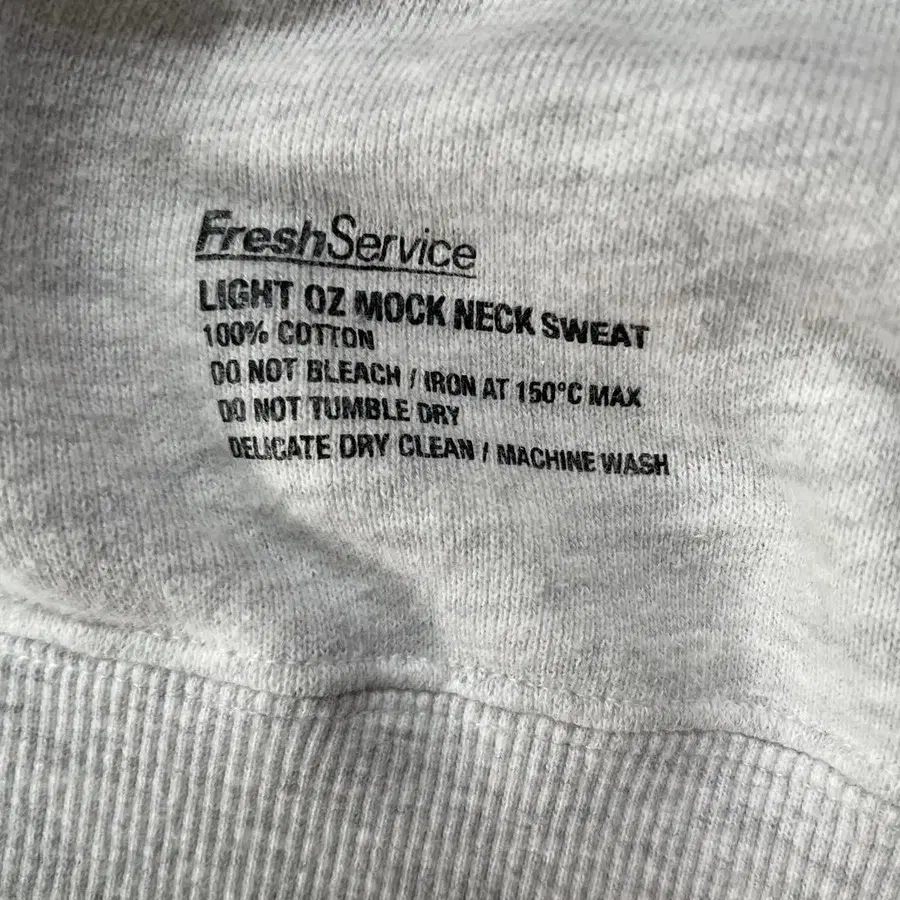 FreshService
LIGHT OZ MOCK NECK SWEAT
100% COTTON
DO NOT BLEACH / IRON AT 150°C MAX
DO NOT TUMBLE DRY
DELICATE DRY CLEAN / MACHINE WASH